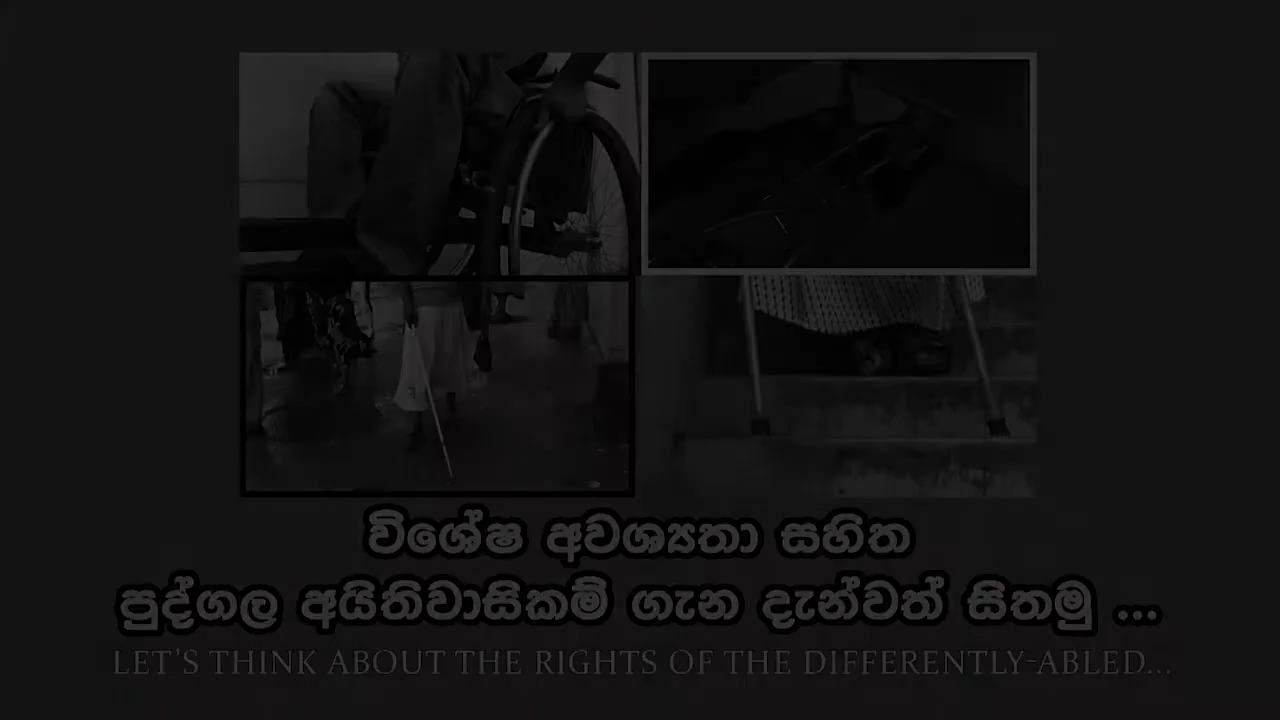 විශේෂ අවශ්‍යතා සහිත
පුද්ගල අයිතිවාසිකම් ගැන දැන්වත් සිතමු ...
LET'S THINK ABOUT THE RIGHTS OF THE DIFFERENTLY-ABLED...